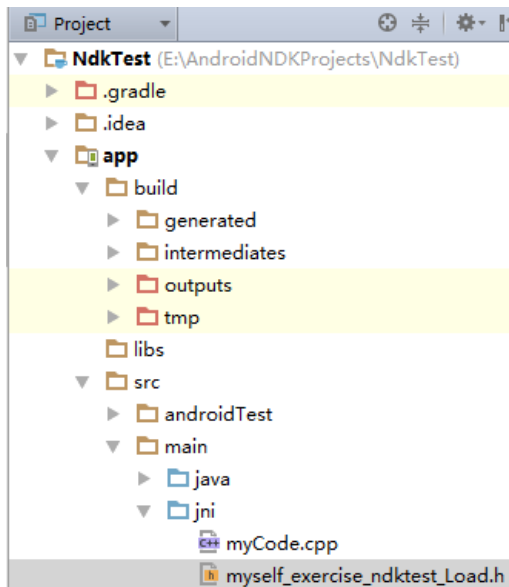 Project
NdkTest (E:\AndroidNDKProjects\NdkTest)
.gradle
.idea
app
build
generated
intermediates
outputs
tmp
libs
src
androidTest
main
java
jni
C++ myCode.cpp
h myself_exercise_ndktest_Load.h